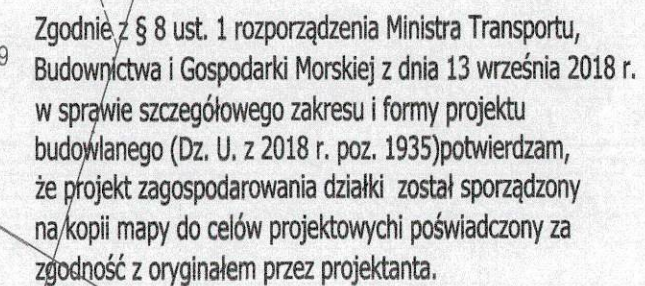 Zgodnie z § 8 ust. 1 rozporządzenia Ministra Transportu,
9
Budownictwa i Gospodarki Morskiej z dnia 13 września 2018 r.
w sprawie szczegółowego zakresu i formy projektu
budowlanego (Dz. U. z 2018 r. poz. 1935)potwierdzam,
że projekt zagospodarowania działki został sporządzony
na kopii mapy do celów projektowychi poświadczony za
zgodność z oryginałem przez projektanta.